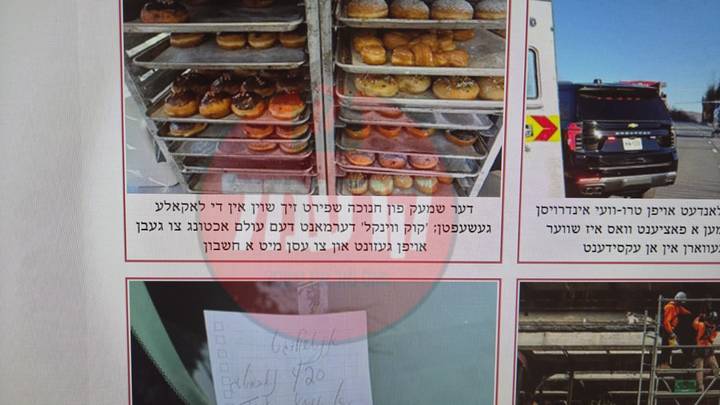 דער שמעק פון חנוכה שפירט זיך שוין אין די לאקאלע
געשעפטן; 'קוק ווינקל' דערמאנט דעם עולם אכטונג צו געבן
אויפן געזונט און צו עסן מיט א חשבון
לאנדעט אויפן טרו-וועי אינדרויסן
מען א פאציענט וואס איז שווער
געווארן אין אן עקסידענט